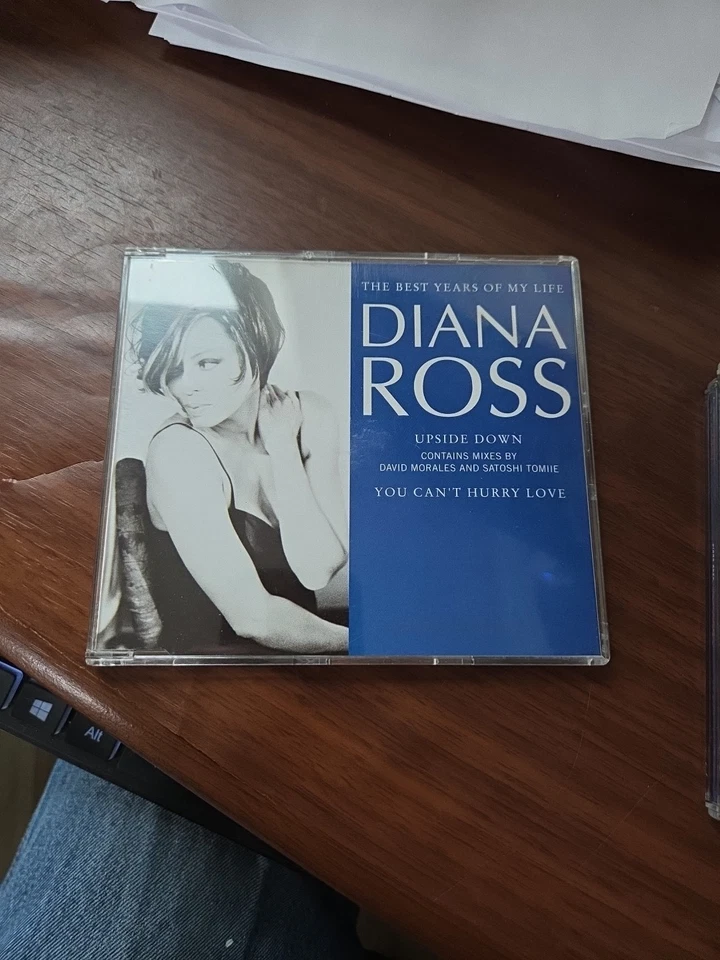 THE BEST YEARS OF MY LIFE
DIANA
ROSS
UPSIDE DOWN
CONTAINS MIXES BY
DAVID MORALES AND SATOSHI TOMIIE
YOU CAN'T HURRY LOVE
Alt